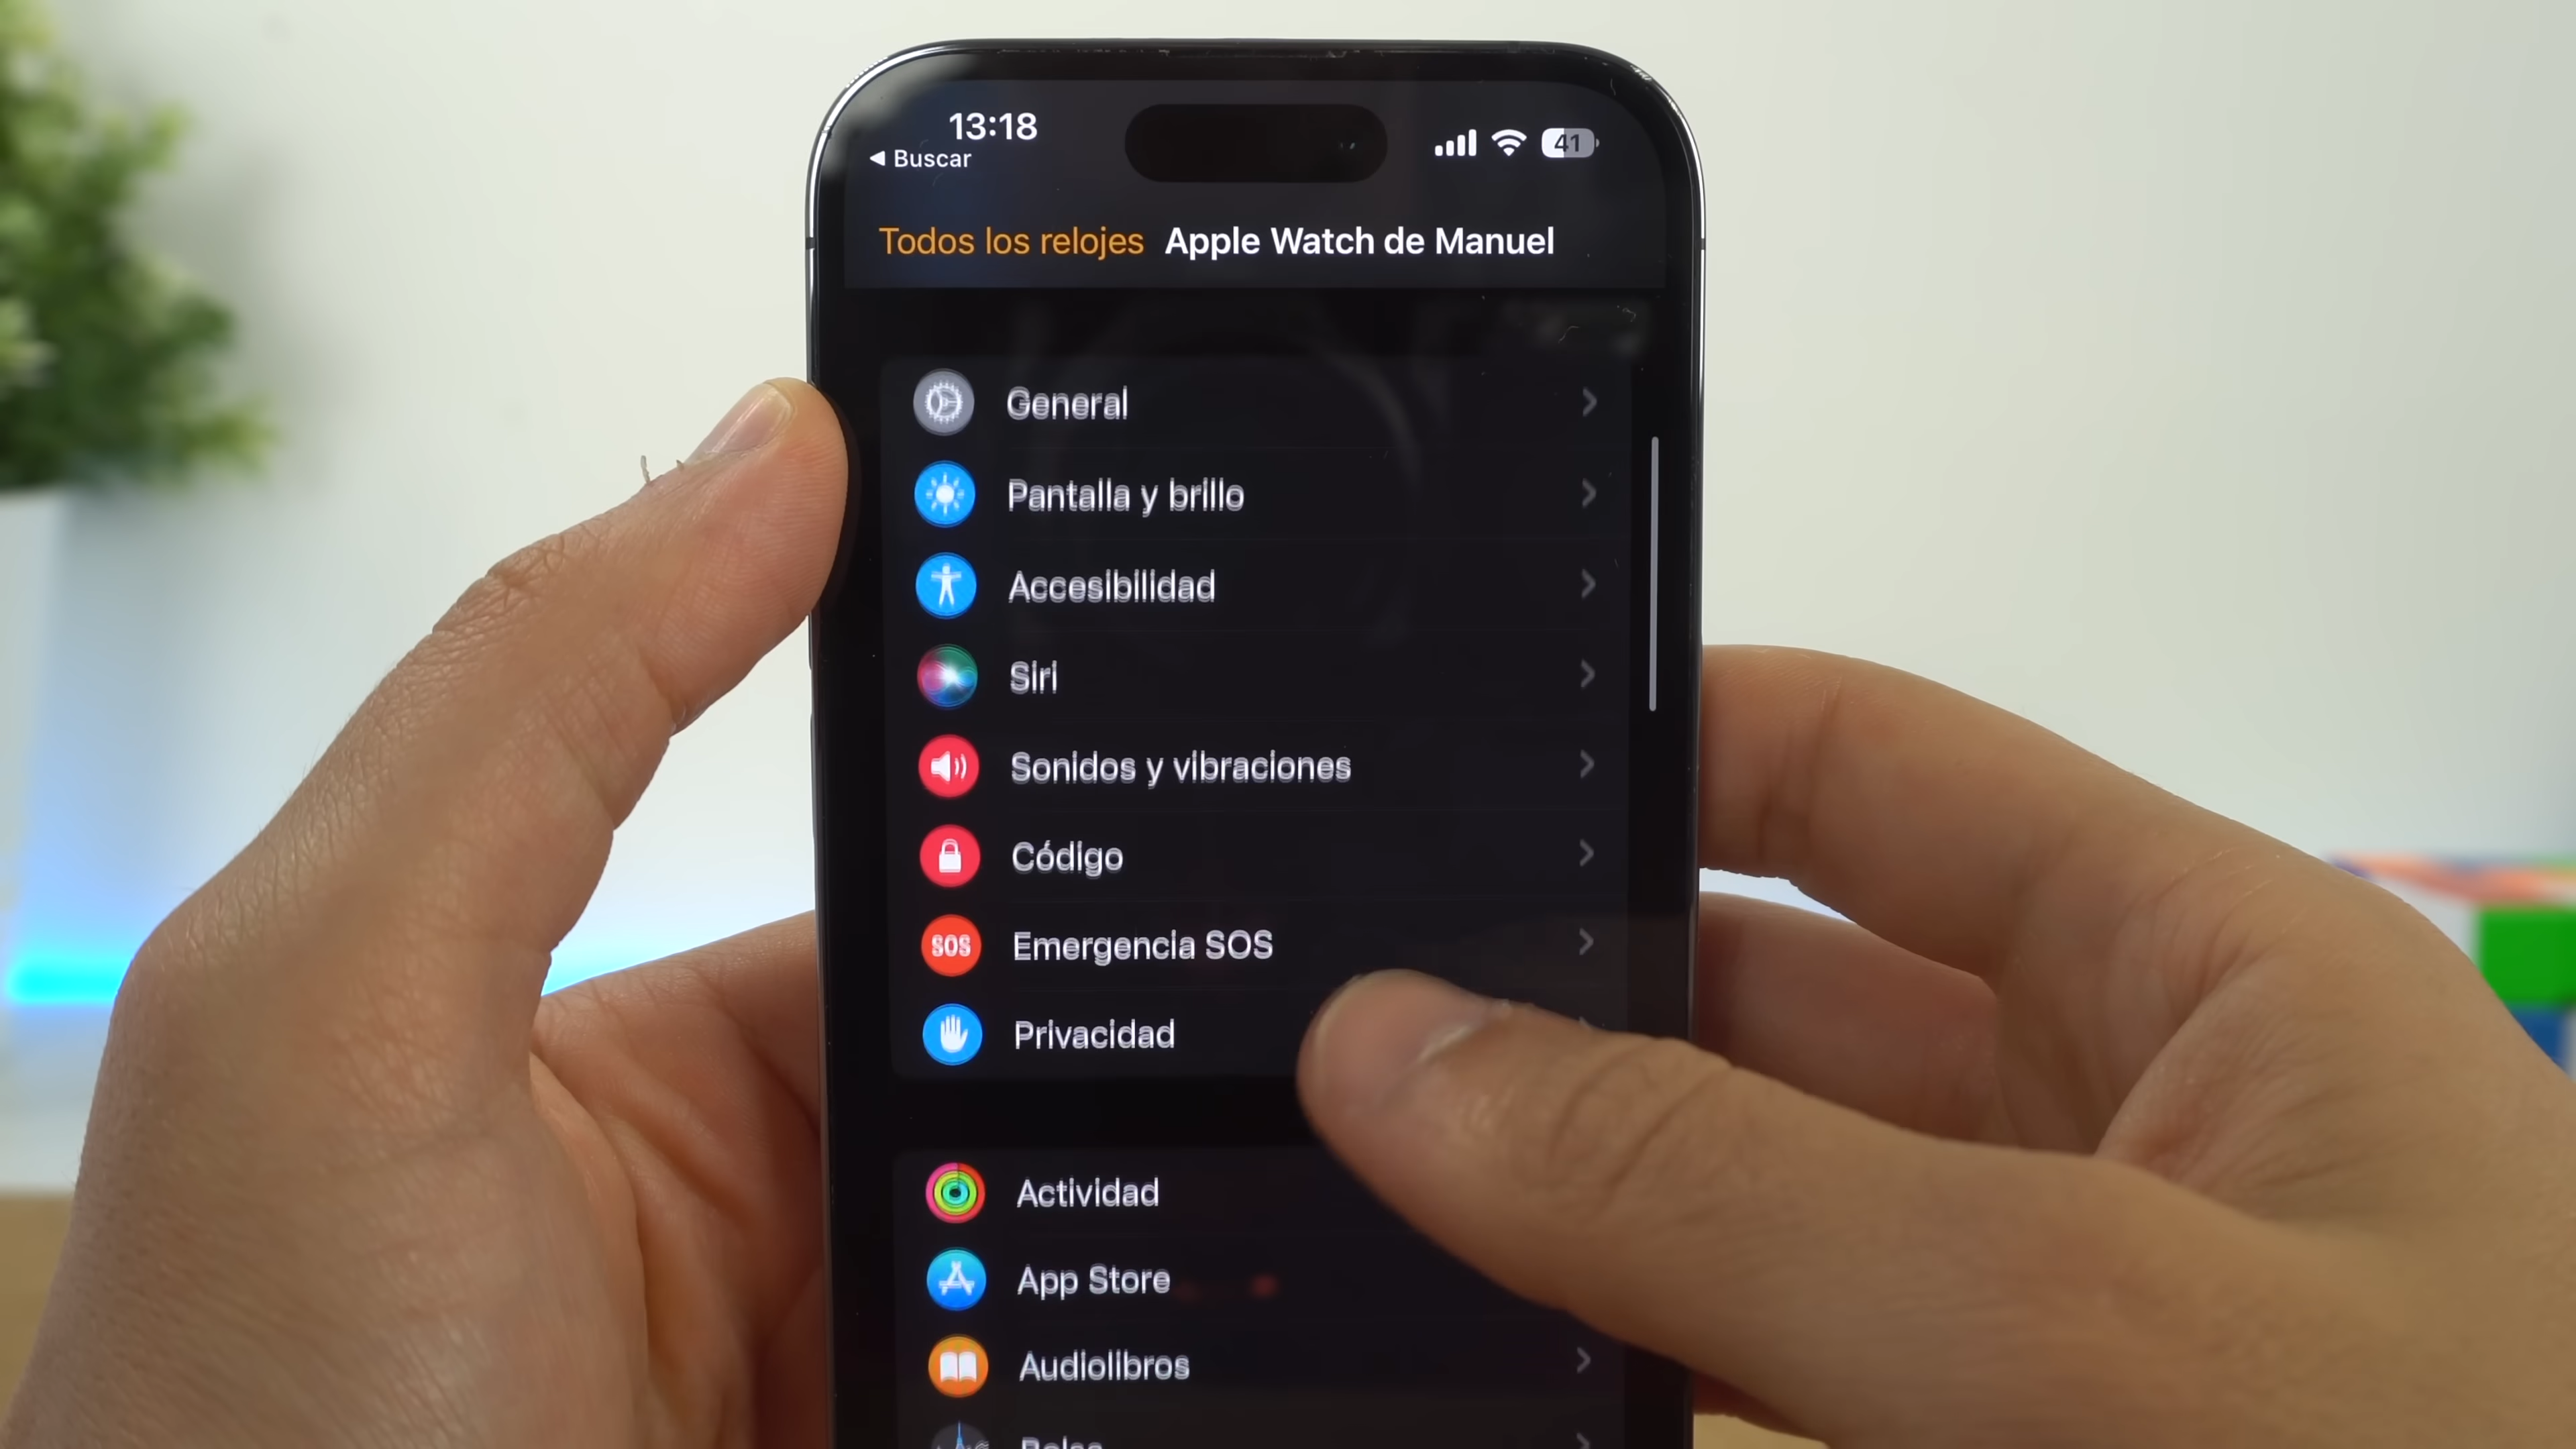 13:18
◀ Buscar
41
Todos los relojes Apple Watch de Manuel
General
Pantalla y brillo
Accesibilidad
Siri
Sonidos y vibraciones
Código
SOS Emergencia SOS
Privacidad
Actividad
App Store
Audiolibros